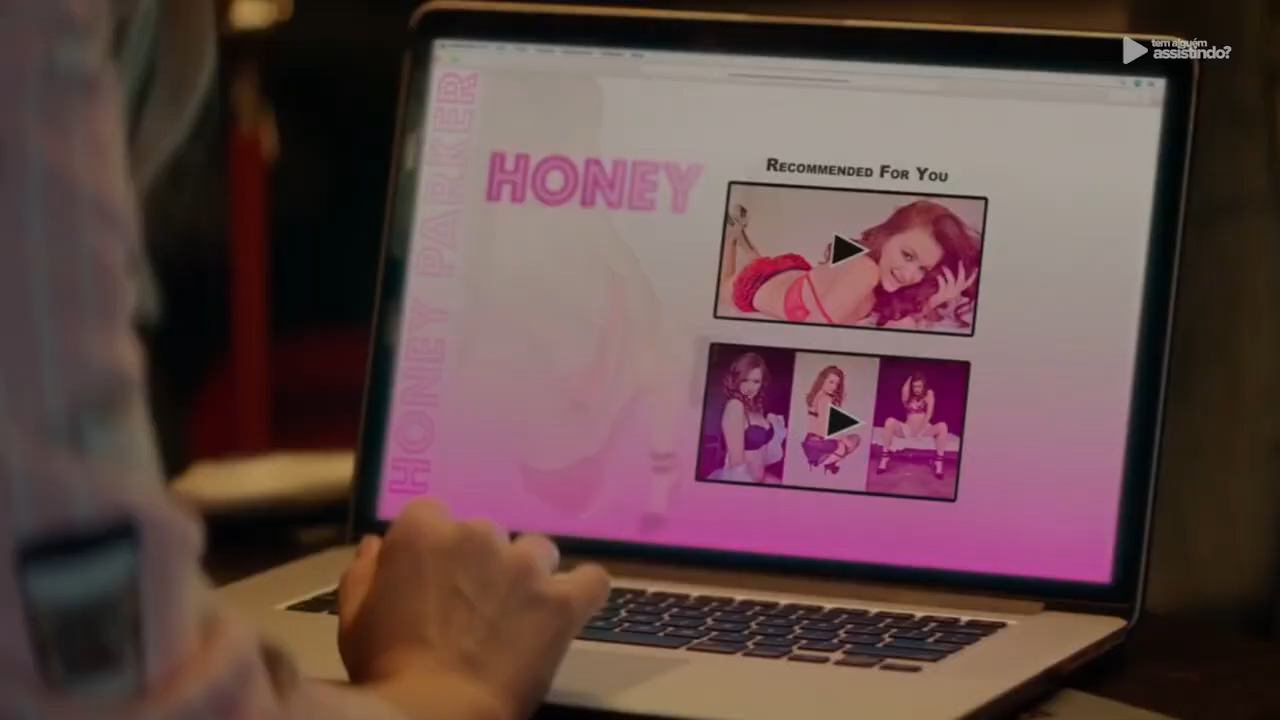 tem alguém
assistindo?
HONEY PARKER
HONEY
RECOMMENDED FOR YOU